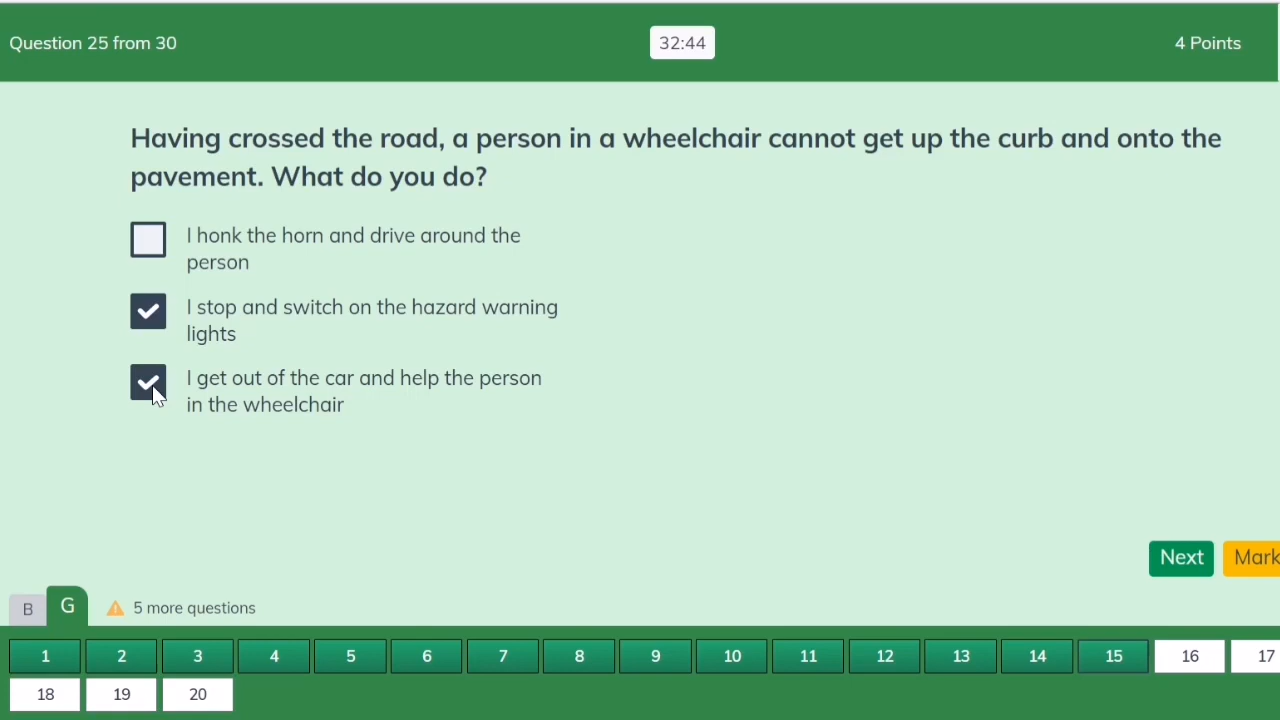 Question 25 from 30
32:44
4 Points
Having crossed the road, a person in a wheelchair cannot get up the curb and onto the
pavement. What do you do?
I honk the horn and drive around the
person
I stop and switch on the hazard warning
lights
I get out of the car and help the person
in the wheelchair
Next
Mark
B
G
5 more questions
1 2 3 4 5 6 7 8 9 10 11 12 13 14 15 16 17
18 19 20